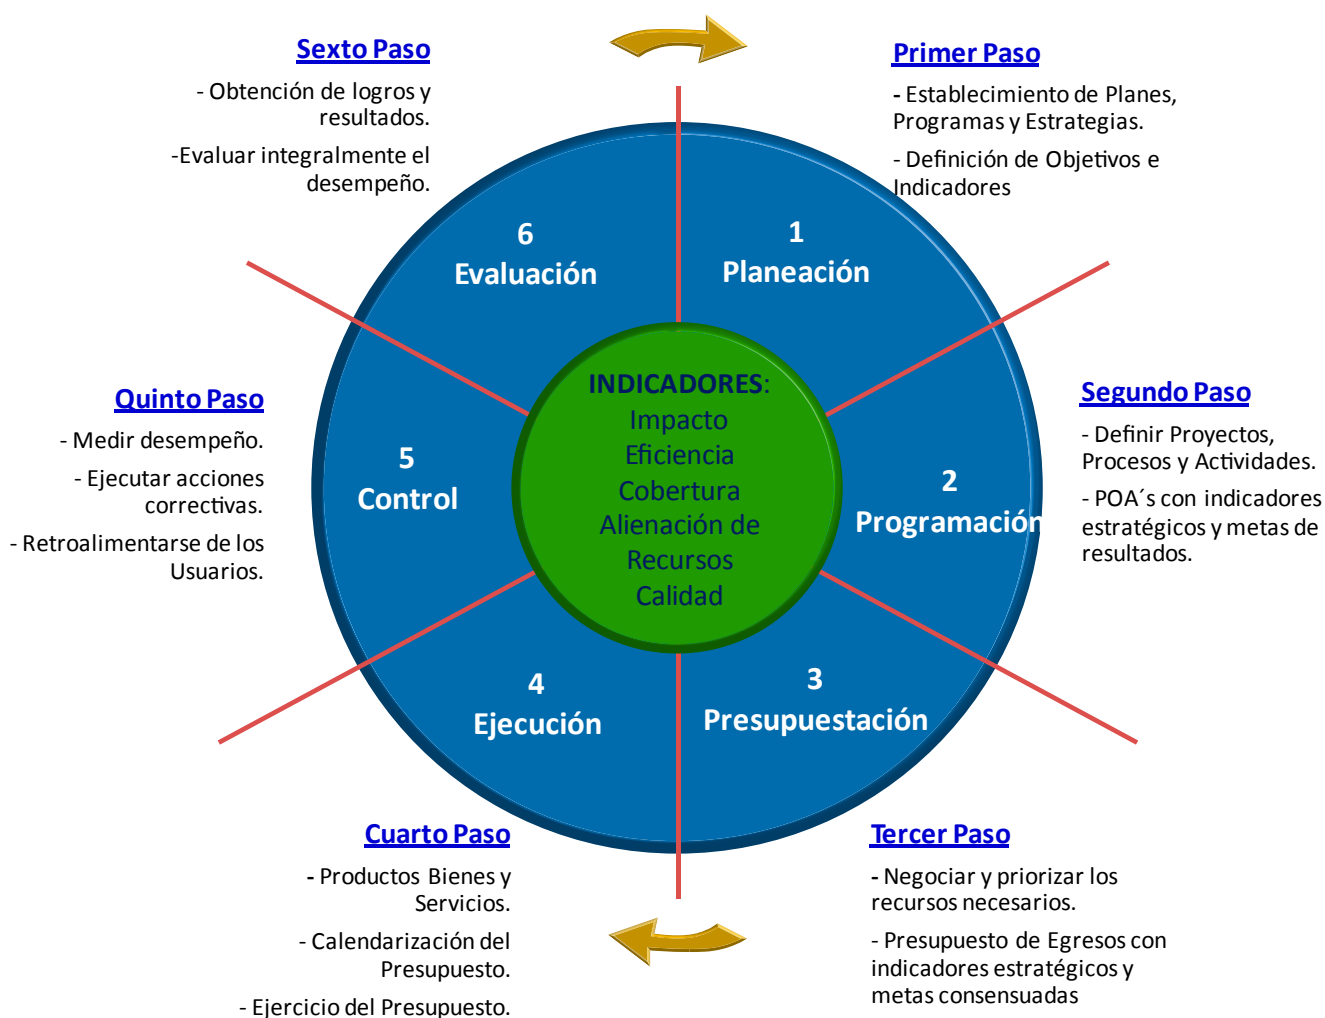 Sexto Paso
- Obtención de logros y
resultados.
-Evaluar integralmente el
desempeño.
Primer Paso
- Establecimiento de Planes,
Programas y Estrategias.
- Definición de Objetivos e
Indicadores
6
Evaluación
1
Planeación
Quinto Paso
- Medir desempeño.
- Ejecutar acciones
correctivas.
- Retroalimentarse de los
Usuarios.
5
Control
INDICADORES:
Impacto
Eficiencia
Cobertura
Alienación de
Recursos
Calidad
2
Programación
Segundo Paso
- Definir Proyectos,
Procesos y Actividades.
- POA´s con indicadores
estratégicos y metas de
resultados.
4
Ejecución
3
Presupuestación
Cuarto Paso
- Productos Bienes y
Servicios.
- Calendarización del
Presupuesto.
- Ejercicio del Presupuesto.
Tercer Paso
- Negociar y priorizar los
recursos necesarios.
- Presupuesto de Egresos con
indicadores estratégicos y
metas consensuadas